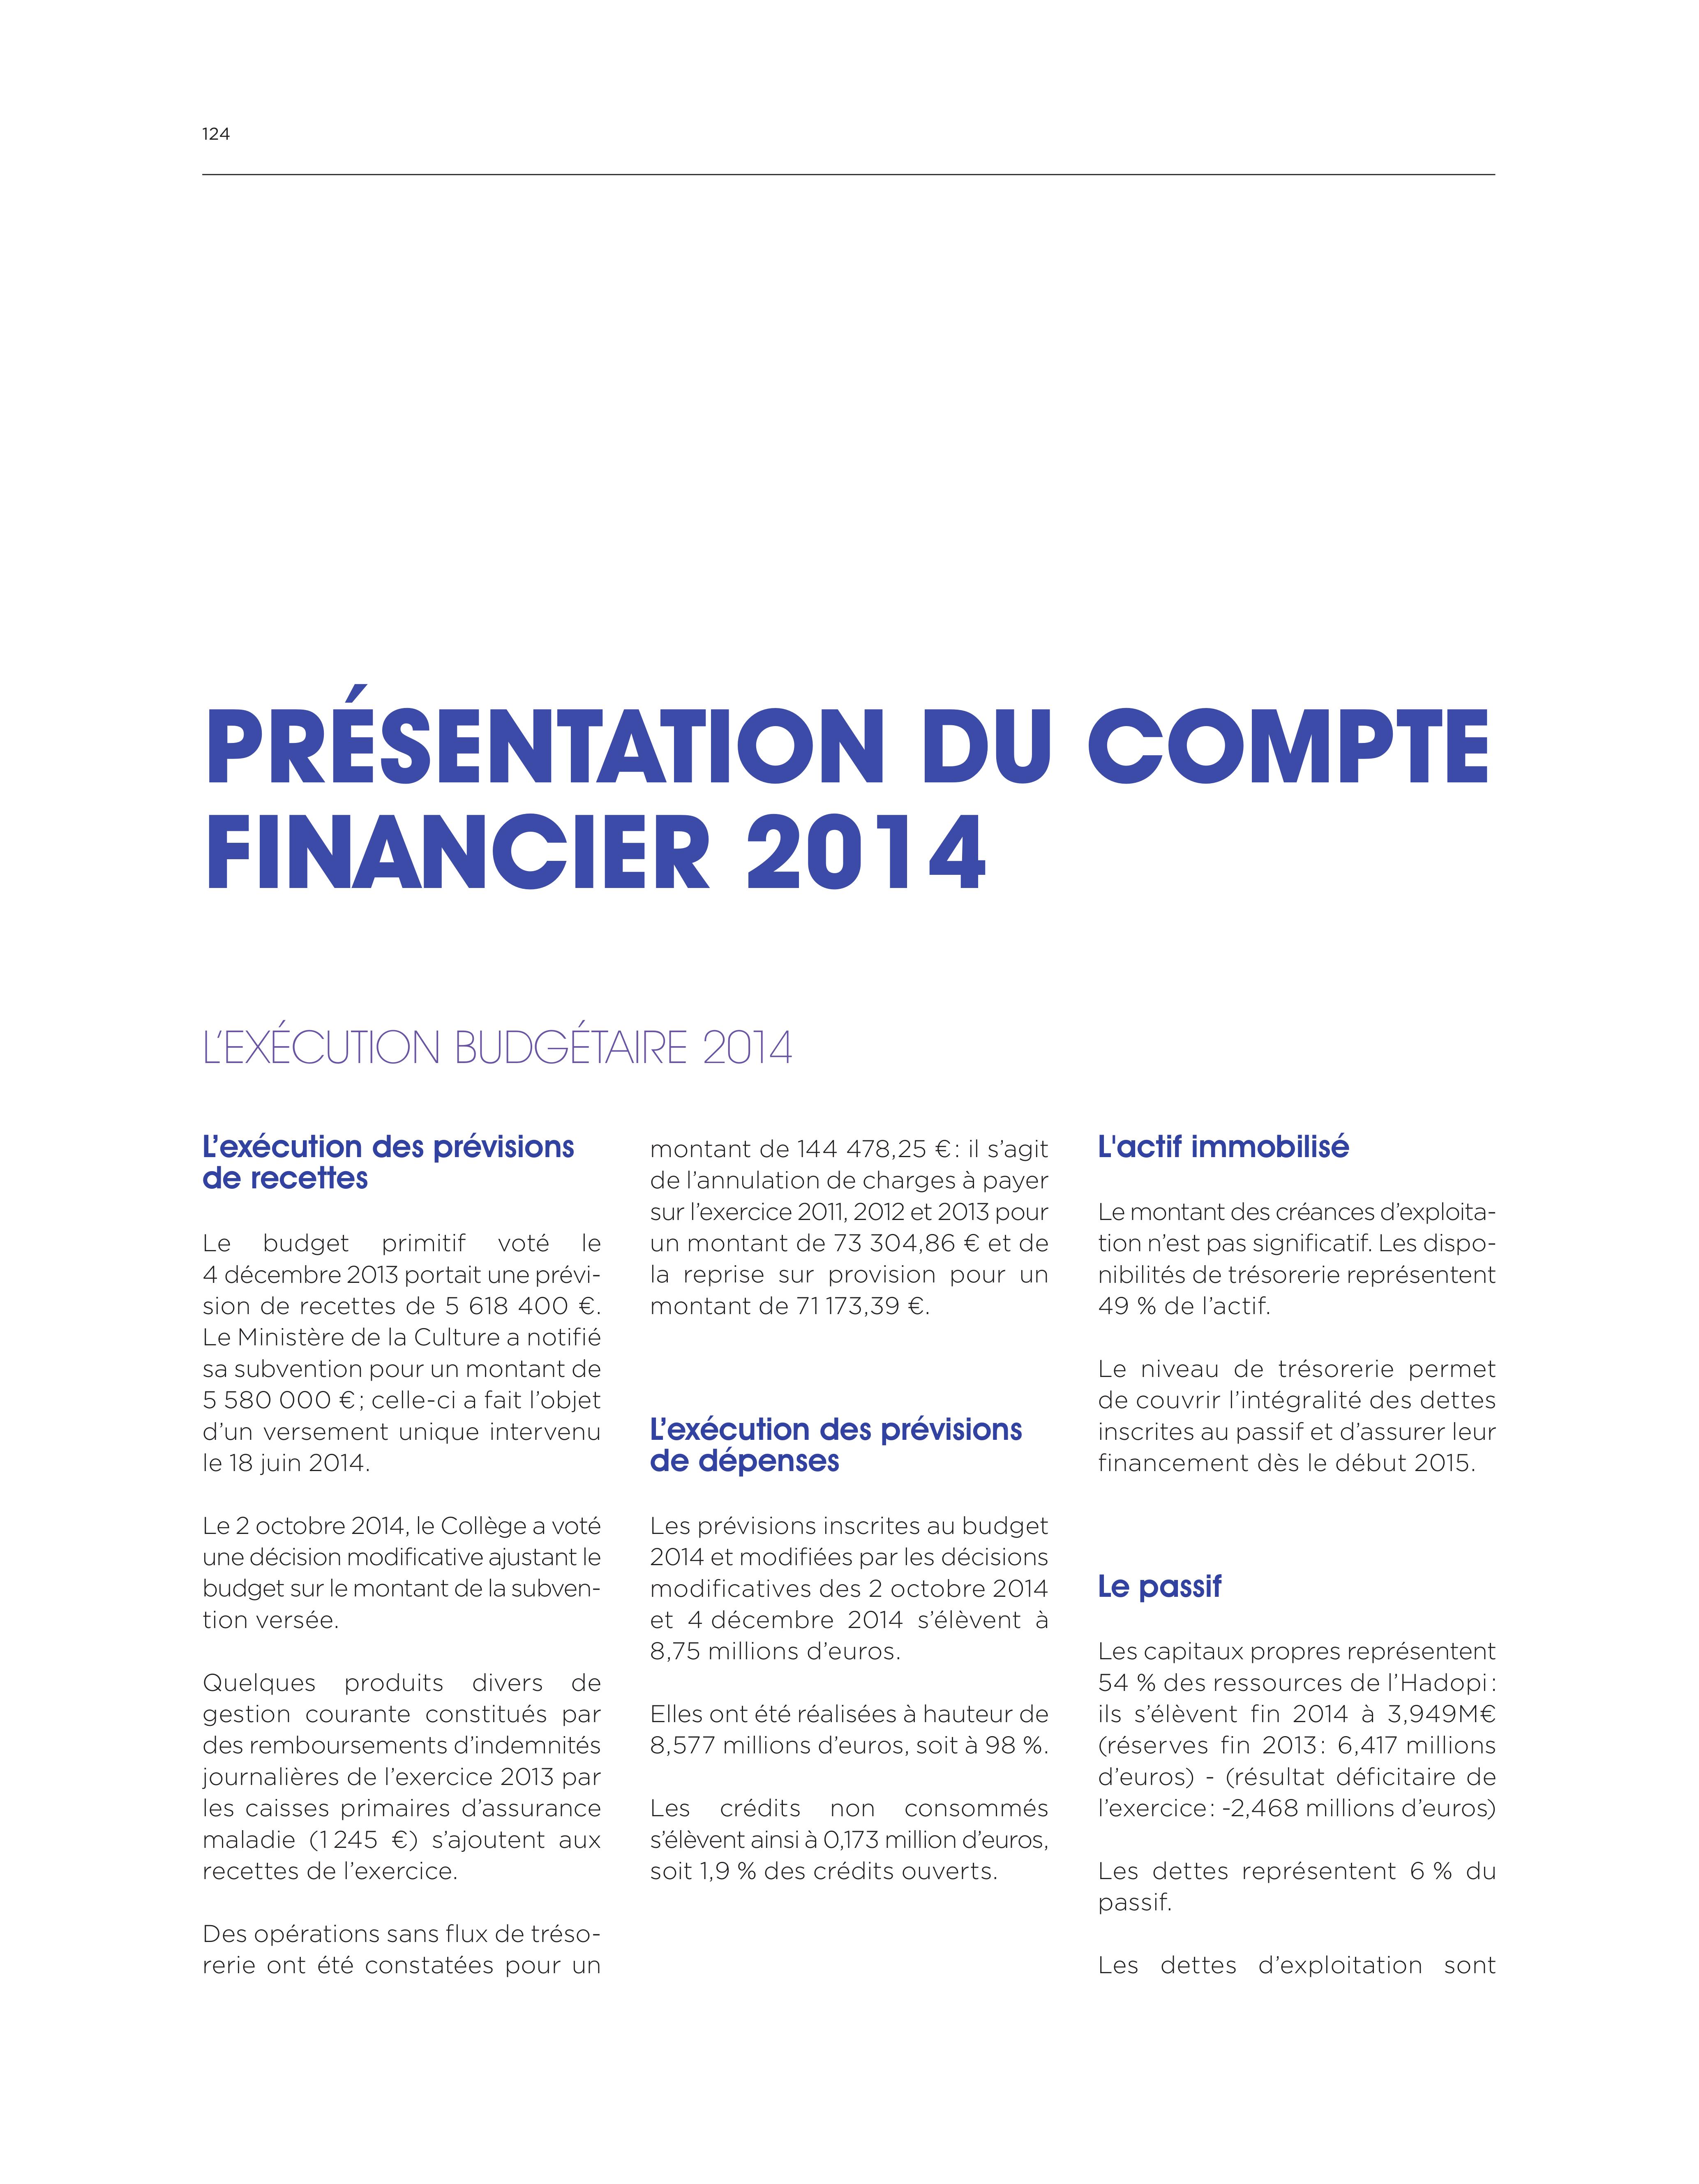 124
PRÉSENTATION DU COMPTE
FINANCIER 2014
L’EXÉCUTION BUDGÉTAIRE 2014
L’exécution des prévisions
de recettes
Le budget primitif voté le
4 décembre 2013 portait une prévi-
sion de recettes de 5 618 400 €.
Le Ministère de la Culture a notifié
sa subvention pour un montant de
5 580 000 € ; celle-ci a fait l’objet
d’un versement unique intervenu
le 18 juin 2014.
Le 2 octobre 2014, le Collège a voté
une décision modificative ajustant le
budget sur le montant de la subven-
tion versée.
Quelques produits divers de
gestion courante constitués par
des remboursements d’indemnités
journalières de l’exercice 2013 par
les caisses primaires d’assurance
maladie (1 245 €) s’ajoutent aux
recettes de l’exercice.
Des opérations sans flux de tréso-
rerie ont été constatées pour un
montant de 144 478,25 € : il s’agit
de l’annulation de charges à payer
sur l’exercice 2011, 2012 et 2013 pour
un montant de 73 304,86 € et de
la reprise sur provision pour un
montant de 71 173,39 €.
L’exécution des prévisions
de dépenses
Les prévisions inscrites au budget
2014 et modifiées par les décisions
modificatives des 2 octobre 2014
et 4 décembre 2014 s’élèvent à
8,75 millions d’euros.
Elles ont été réalisées à hauteur de
8,577 millions d’euros, soit à 98 %.
Les crédits non consommés
s’élèvent ainsi à 0,173 million d’euros,
soit 1,9 % des crédits ouverts.
L'actif immobilisé
Le montant des créances d’exploita-
tion n’est pas significatif. Les dispo-
nibilités de trésorerie représentent
49 % de l’actif.
Le niveau de trésorerie permet
de couvrir l’intégralité des dettes
inscrites au passif et d’assurer leur
financement dès le début 2015.
Le passif
Les capitaux propres représentent
54 % des ressources de l’Hadopi :
ils s’élèvent fin 2014 à 3,949M€
(réserves fin 2013 : 6,417 millions
d’euros) - (résultat déficitaire de
l’exercice : -2,468 millions d’euros)
Les dettes représentent 6 % du
passif.
Les dettes d’exploitation sont